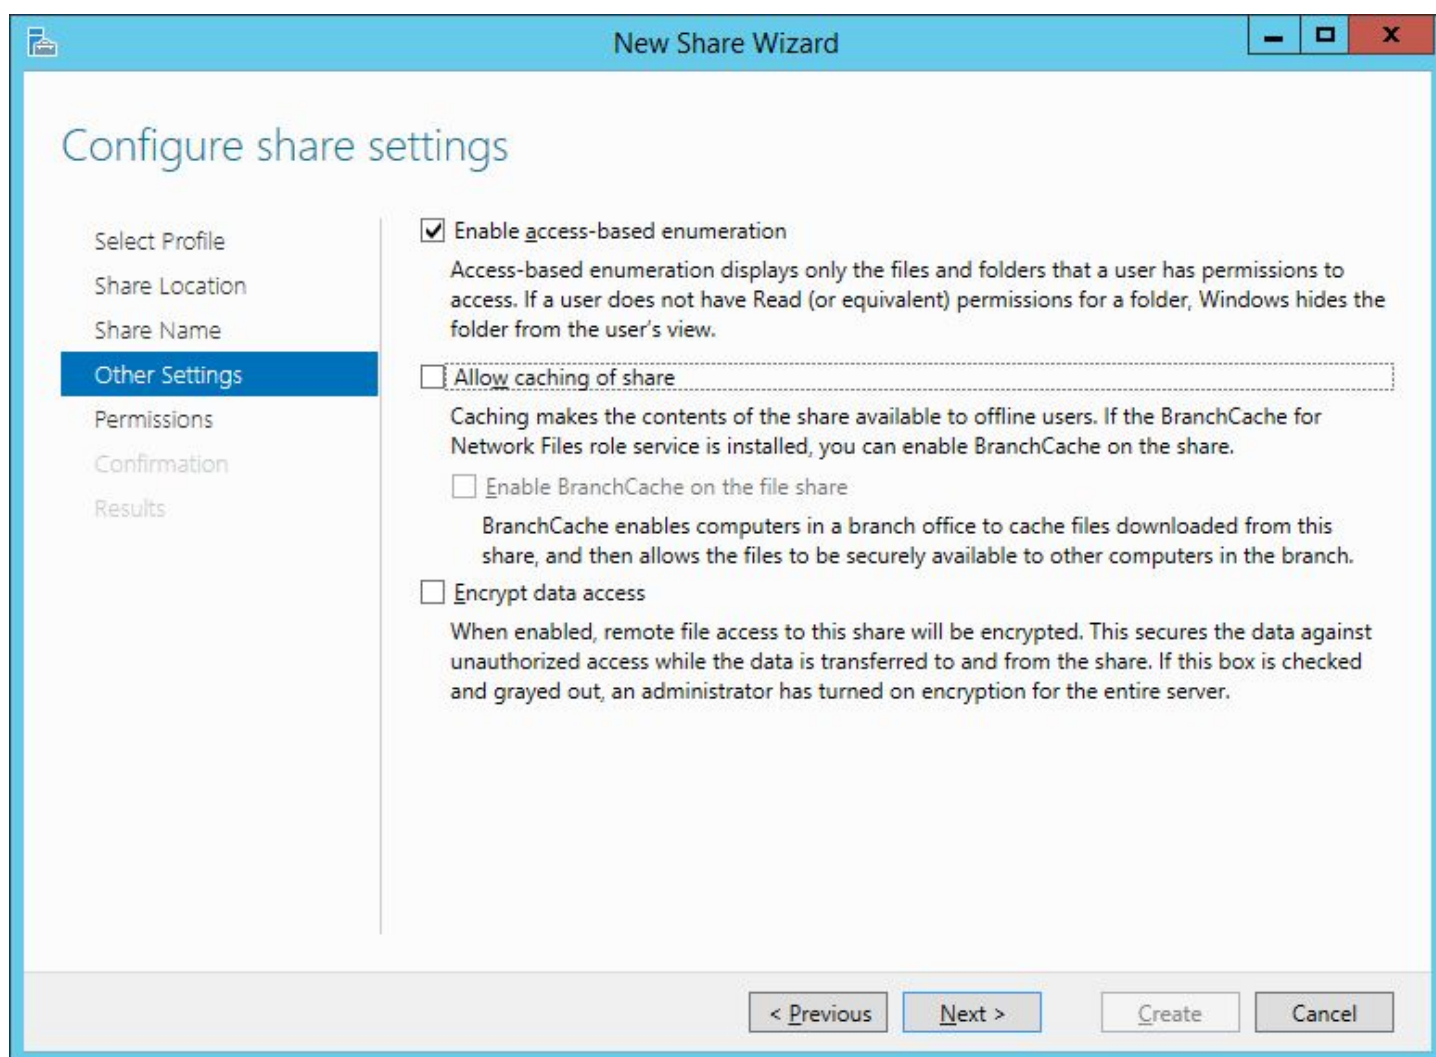 New Share Wizard
Configure share settings
Select Profile
Share Location
Share Name
Other Settings
Permissions
Confirmation
Results
Enable access-based enumeration
Access-based enumeration displays only the files and folders that a user has permissions to
access. If a user does not have Read (or equivalent) permissions for a folder, Windows hides the
folder from the user's view.
Allow caching of share
Caching makes the contents of the share available to offline users. If the BranchCache for
Network Files role service is installed, you can enable BranchCache on the share.
Enable BranchCache on the file share
BranchCache enables computers in a branch office to cache files downloaded from this
share, and then allows the files to be securely available to other computers in the branch.
Encrypt data access
When enabled, remote file access to this share will be encrypted. This secures the data against
unauthorized access while the data is transferred to and from the share. If this box is checked
and grayed out, an administrator has turned on encryption for the entire server.
< Previous
Next >
Create
Cancel